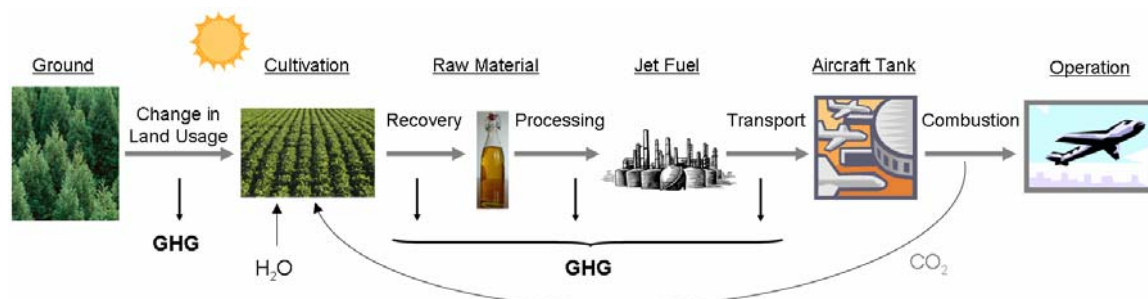 Ground
Cultivation
Raw Material
Jet Fuel
Aircraft Tank
Operation
Change in
Land Usage
Recovery
Processing
Transport
Combustion
GHG
H₂O
GHG
CO₂